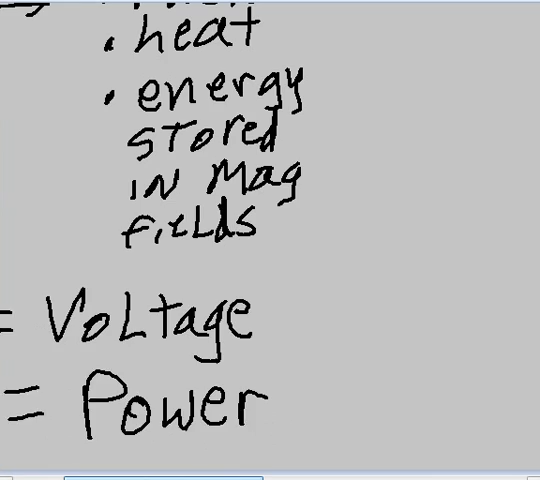 • heat
• energy
stored
in Mag
fields
= Voltage
= Power